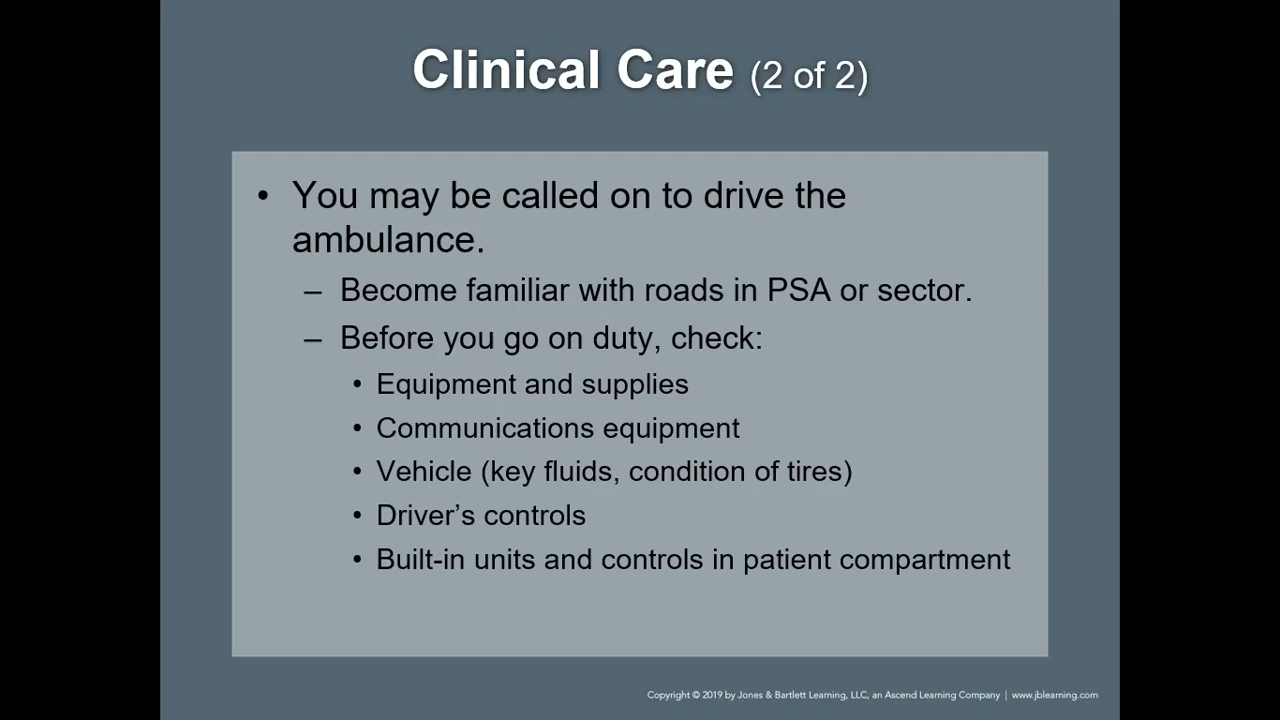 Clinical Care (2 of 2)
• You may be called on to drive the
ambulance.
– Become familiar with roads in PSA or sector.
– Before you go on duty, check:
• Equipment and supplies
• Communications equipment
• Vehicle (key fluids, condition of tires)
• Driver’s controls
• Built-in units and controls in patient compartment
Copyright © 2019 by Jones & Bartlett Learning, LLC, an Ascend Learning Company | www.jblearning.com